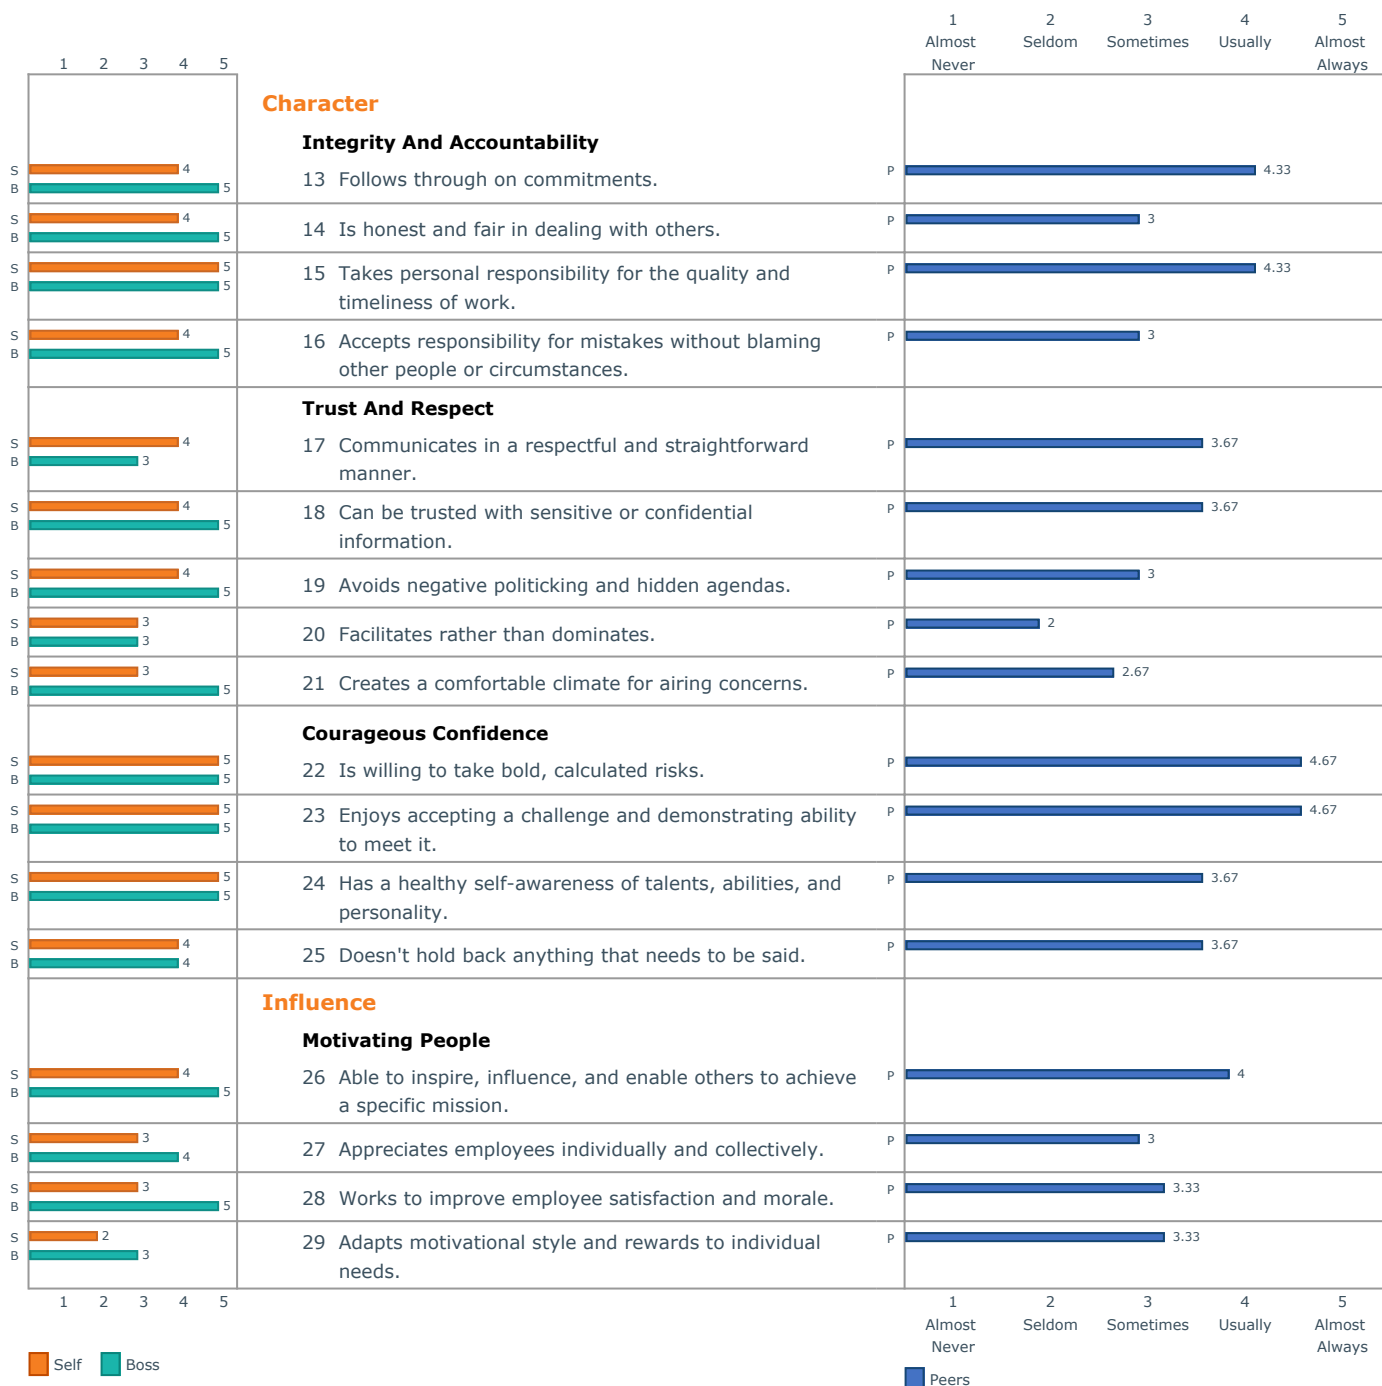 1 2 3 4 5
1 2 3 4 5
Almost Seldom Sometimes Usually Almost
Never Always
Character
Integrity And Accountability
S 4
B 5
13 Follows through on commitments.
P 4.33
S 4
B 5
14 Is honest and fair in dealing with others.
P 3
S 5
B 5
15 Takes personal responsibility for the quality and
timeliness of work.
P 4.33
S 4
B 5
16 Accepts responsibility for mistakes without blaming
other people or circumstances.
P 3
Trust And Respect
S 4
B 3
17 Communicates in a respectful and straightforward
manner.
P 3.67
S 4
B 5
18 Can be trusted with sensitive or confidential
information.
P 3.67
S 4
B 5
19 Avoids negative politicking and hidden agendas.
P 3
S 3
B 3
20 Facilitates rather than dominates.
P 2
S 3
B 5
21 Creates a comfortable climate for airing concerns.
P 2.67
Courageous Confidence
S 5
B 5
22 Is willing to take bold, calculated risks.
P 4.67
S 5
B 5
23 Enjoys accepting a challenge and demonstrating ability
to meet it.
P 4.67
S 5
B 5
24 Has a healthy self-awareness of talents, abilities, and
personality.
P 3.67
S 4
B 4
25 Doesn't hold back anything that needs to be said.
P 3.67
Influence
Motivating People
S 4
B 5
26 Able to inspire, influence, and enable others to achieve
a specific mission.
P 4
S 3
B 4
27 Appreciates employees individually and collectively.
P 3
S 3
B 5
28 Works to improve employee satisfaction and morale.
P 3.33
S 2
B 3
29 Adapts motivational style and rewards to individual
needs.
P 3.33
1 2 3 4 5
1 2 3 4 5
Almost Seldom Sometimes Usually Almost
Never Always
Self Boss
Peers